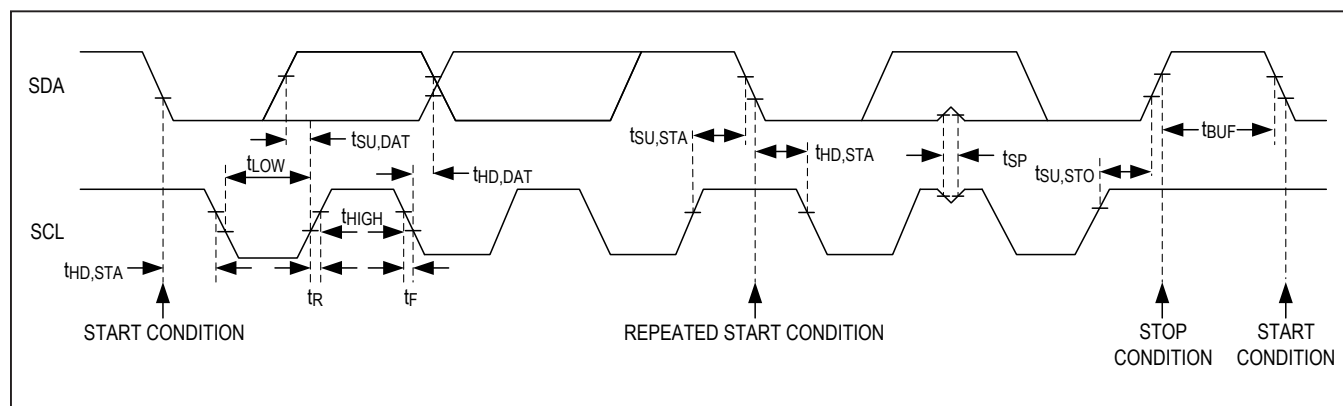 SDA
tSU,DAT
tLOW
tHD,DAT
tSU,STA
tHD,STA
tSP
tBUF
tSU,STO
SCL
tHIGH
tHD,STA
tR
tF
START CONDITION
REPEATED START CONDITION
STOP
CONDITION
START
CONDITION